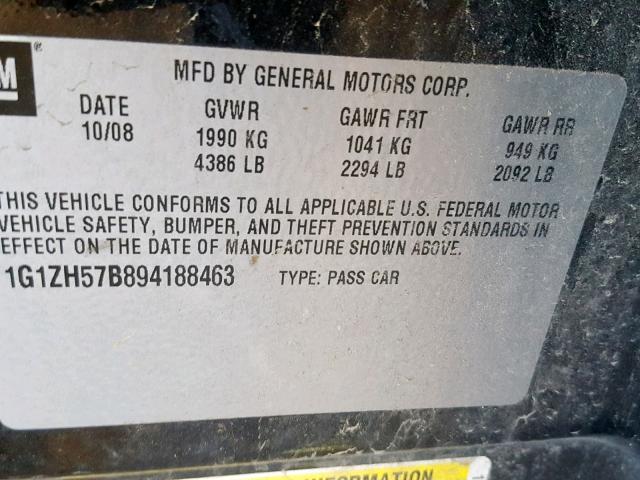 M ®
MFD BY GENERAL MOTORS CORP.
DATE GVWR GAWR FRT GAWR RR
10/08 1990 KG 1041 KG 949 KG
4386 LB 2294 LB 2092 LB
THIS VEHICLE CONFORMS TO ALL APPLICABLE U.S. FEDERAL MOTOR
VEHICLE SAFETY, BUMPER, AND THEFT PREVENTION STANDARDS IN
EFFECT ON THE DATE OF MANUFACTURE SHOWN ABOVE.
1G1ZH57B894188463 TYPE: PASS CAR
INFORMATION